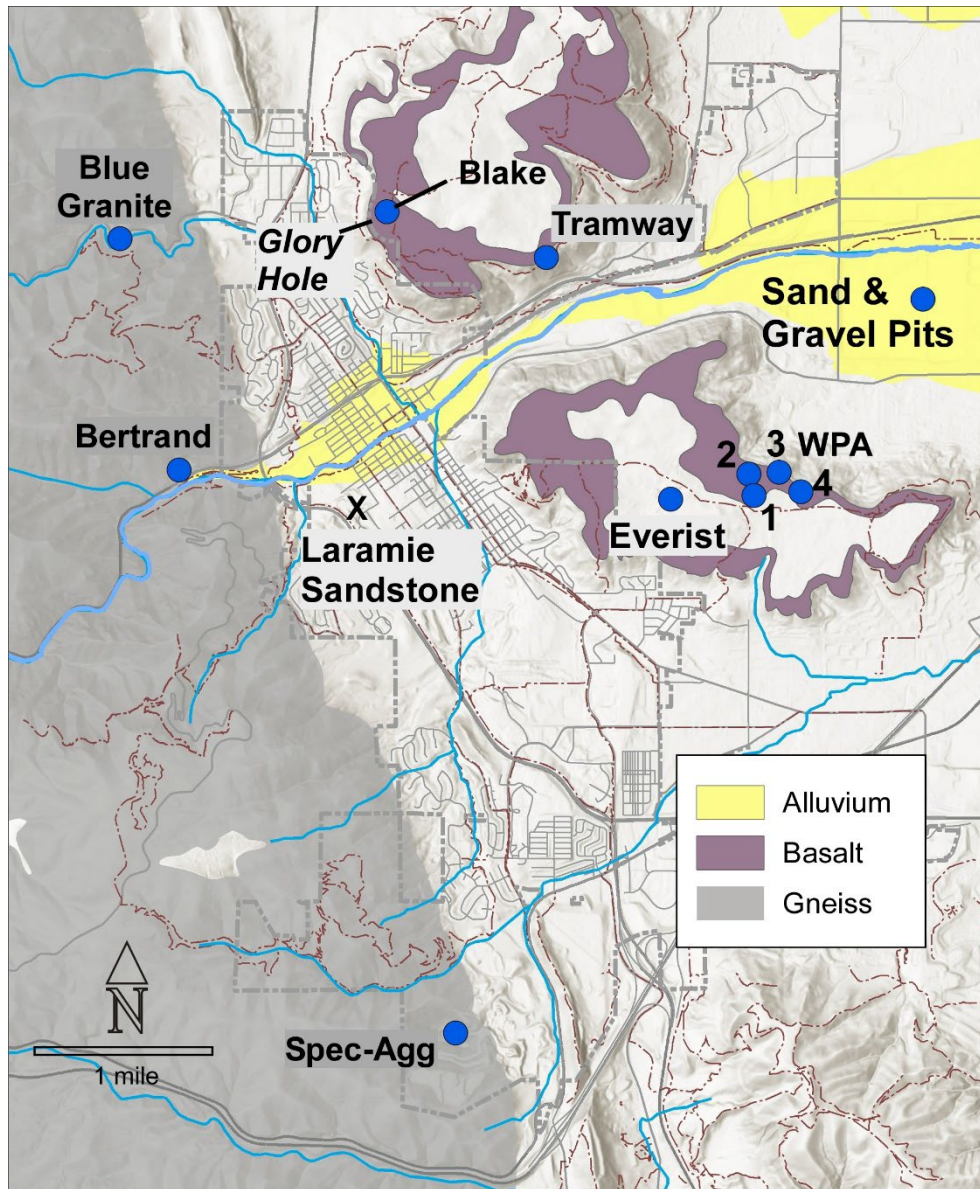 Blue
Granite
Blake
Glory
Hole
Tramway
Sand &
Gravel Pits
Bertrand
2
3
WPA
4
1
Everist
X
Laramie
Sandstone
Alluvium
Basalt
Gneiss
N
1 mile
Spec-Agg